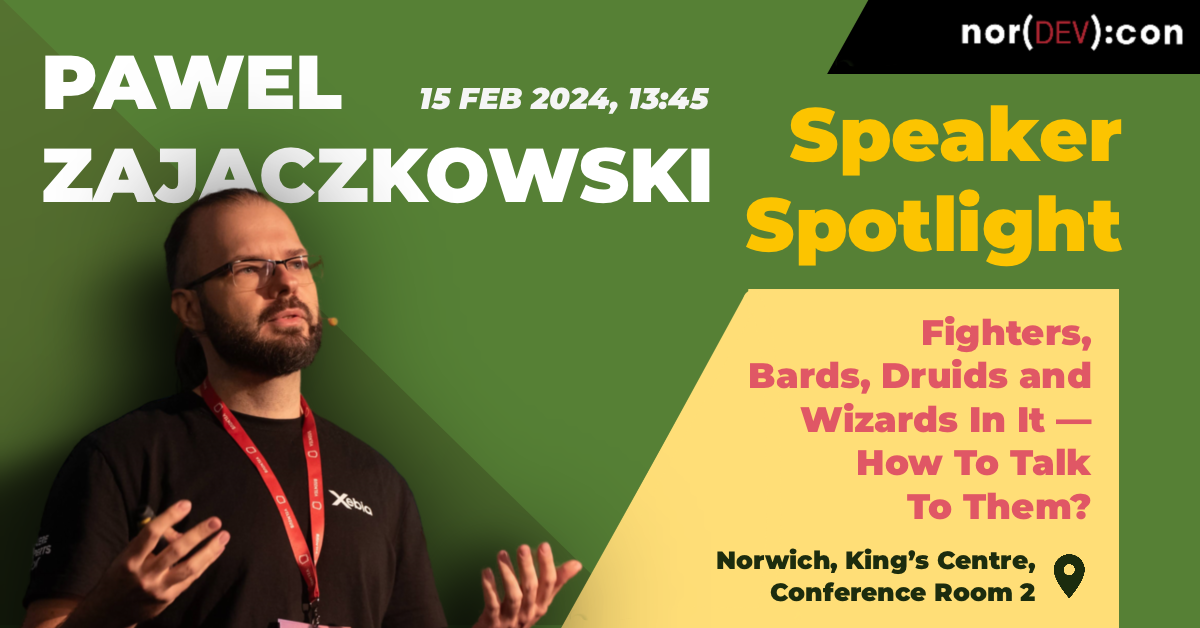 nor(DEV):con
PAWEL
15 FEB 2024, 13:45
ZAJACZKOWSKI
Speaker
Spotlight
Fighters,
Bards, Druids and
Wizards In It —
How To Talk
To Them?
Norwich, King’s Centre,
Conference Room 2
Xebia